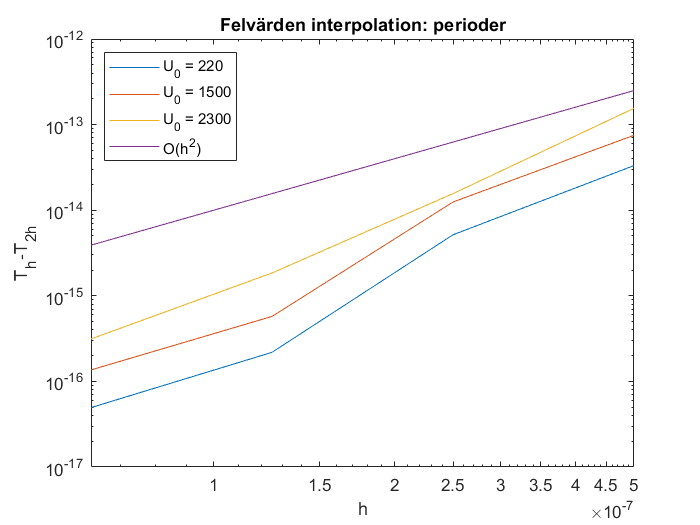 Felvärden interpolation: perioder
10^-12
10^-13
10^-14
10^-15
10^-16
10^-17
T_h-T_2h
U_0 = 220
U_0 = 1500
U_0 = 2300
O(h^2)
1 1.5 2 2.5 3 3.5 4 4.5 5
h
×10^-7